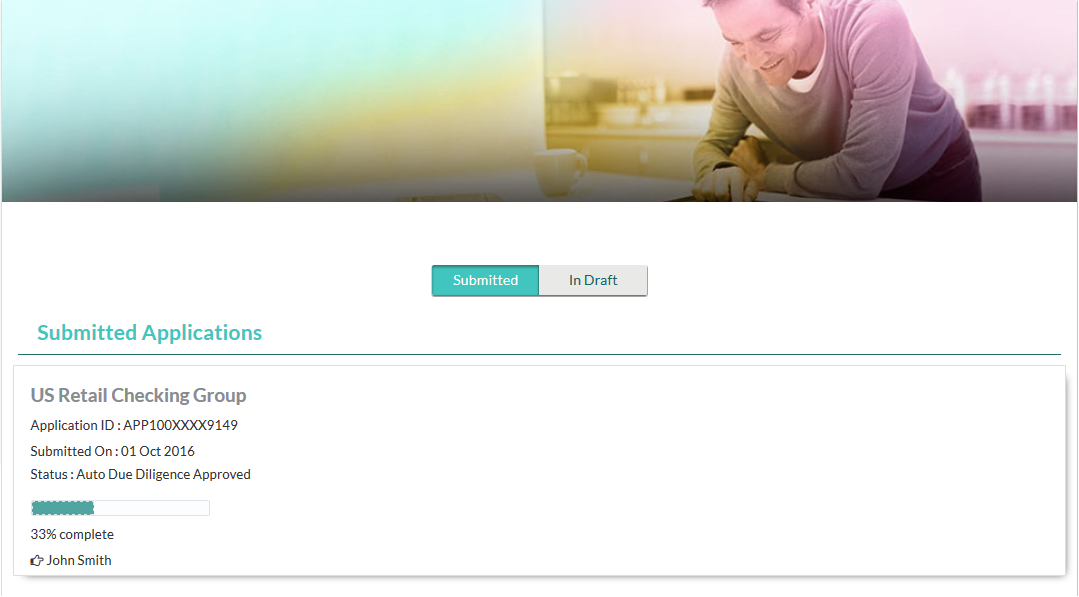 Submitted
In Draft
Submitted Applications
US Retail Checking Group
Application ID : APP100XXXX9149
Submitted On : 01 Oct 2016
Status : Auto Due Diligence Approved
33% complete
John Smith